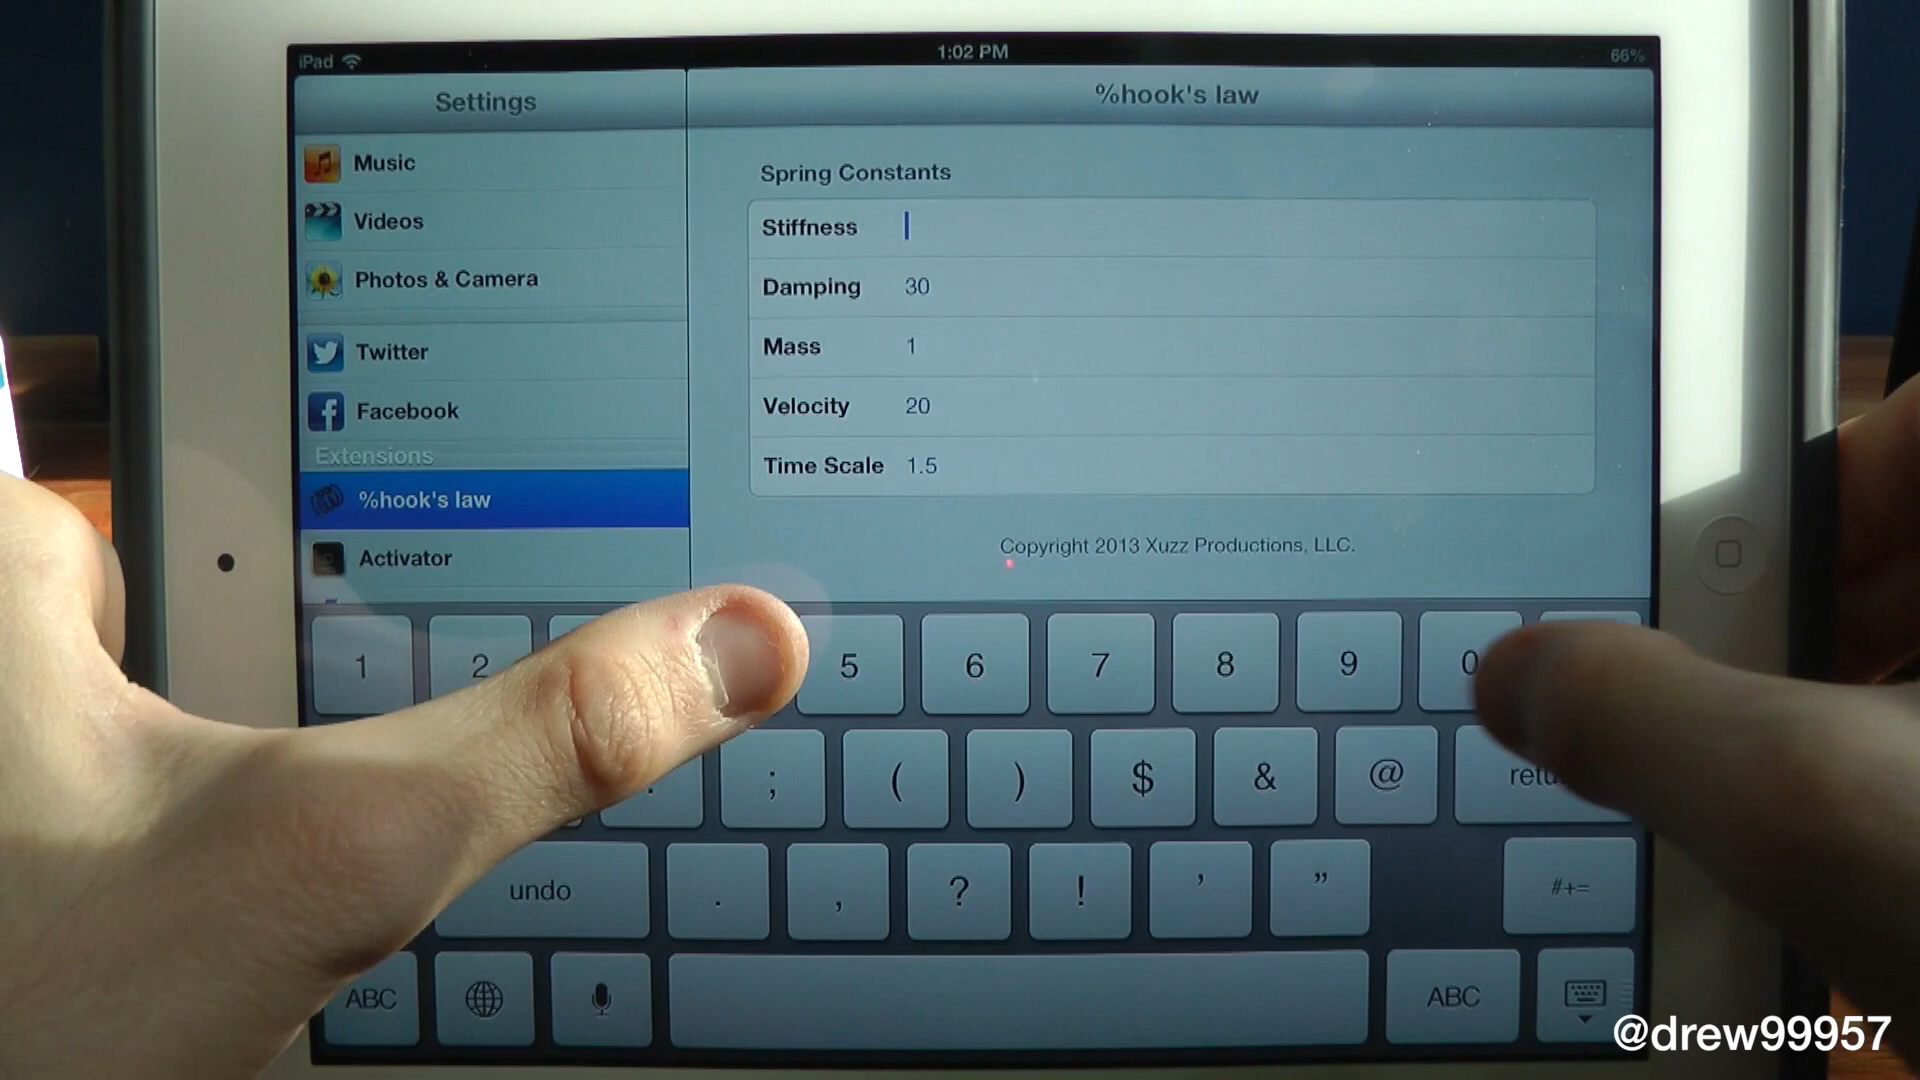 iPad
1:02 PM
66%
Settings
%hook's law
Music
Videos
Photos & Camera
Twitter
Facebook
Extensions
%hook's law
Activator
Spring Constants
Stiffness
Damping 30
Mass 1
Velocity 20
Time Scale 1.5
Copyright 2013 Xuzz Productions, LLC.
1 2 5 6 7 8 9 0
; ( ) $ & @
undo . , ? ! ' " #+=
ABC ABC
@drew99957